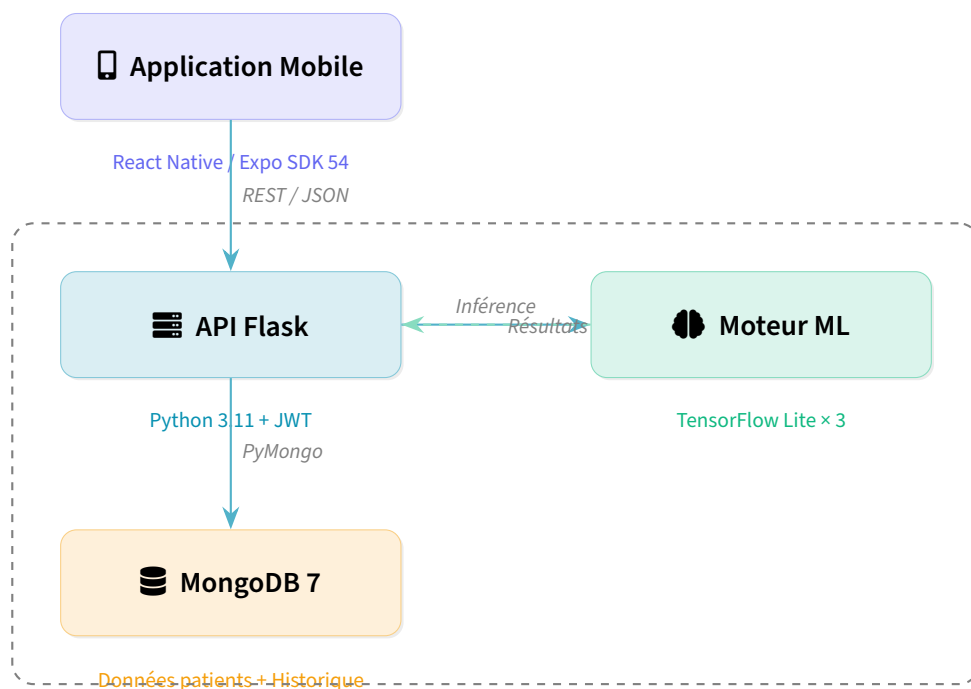 Application Mobile
React Native / Expo SDK 54
REST / JSON
API Flask
Inférence
Résultats
Moteur ML
Python 3.11 + JWT
TensorFlow Lite × 3
PyMongo
MongoDB 7
Données patients + Historique